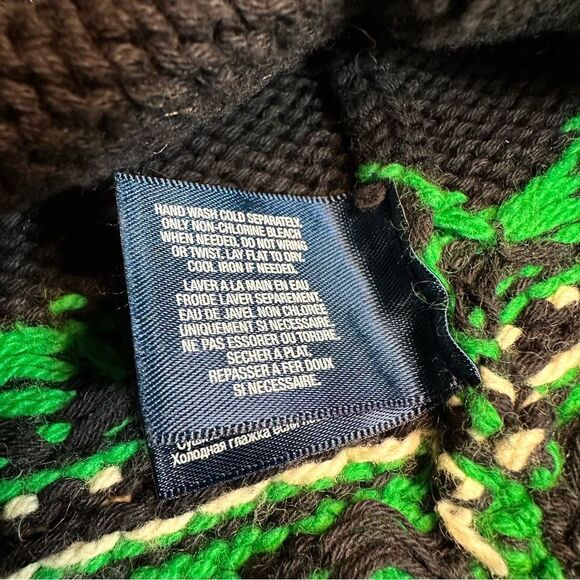 HAND WASH COLD SEPARATELY.
ONLY NON-CHLORINE BLEACH
WHEN NEEDED. DO NOT WRING
OR TWIST. LAY FLAT TO DRY.
COOL IRON IF NEEDED.
LAVER A LA MAIN EN EAU
FROIDE LAVER SEPAREMENT.
EAU DE JAVEL NON CHLOREE
UNIQUEMENT SI NECESSAIRE.
NE PAS ESSORER OU TORDRE.
SECHER A PLAT.
REPASSER A FER DOUX
SI NECESSAIRE.
Холодная глажка если